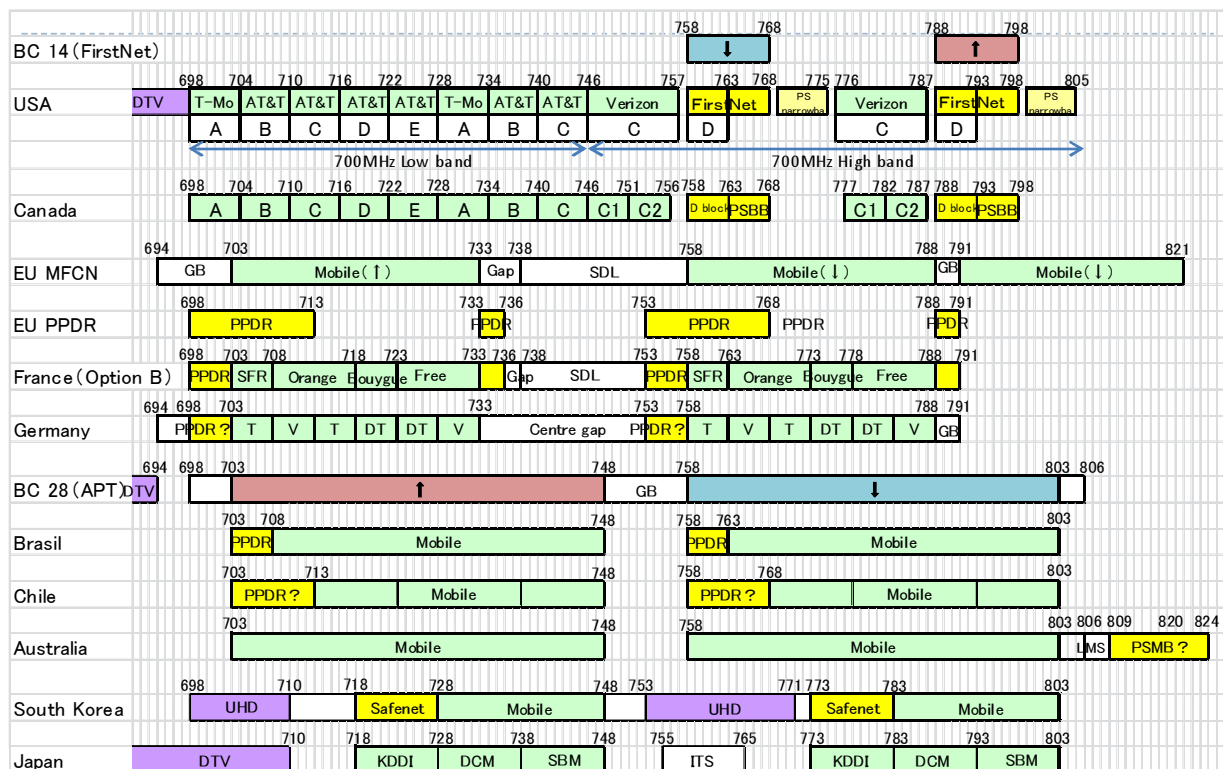 758 768 788 798
BC 14(FirstNet) ↓ ↑
698 704 710 716 722 728 734 740 746 757 763 768 775 776 787 793 798 805
USA DTV T-Mo AT&T AT&T AT&T AT&T T-Mo AT&T AT&T Verizon FirstNet PS Verizon FirstNet PS
narrowba narrowba
A B C D E A B C C D C D
700MHz Low band 700MHz High band
698 704 710 716 722 728 734 740 746 751 756 758 763 768 777 782 787 788 793 798
Canada A B C D E A B C C1 C2 D block PSBB C1 C2 D block PSBB
694 703 733 738 758 788 791 821
EU MFCN GB Mobile(↑) Gap SDL Mobile(↓) GB Mobile(↓)
698 713 733 736 753 768 788 791
EU PPDR PPDR PPDR PPDR PPDR PPDR
698 703 708 718 723 733 736 738 753 758 763 773 778 788 791
France(Option B) PPDR SFR Orange Bouygue Free Gap SDL PPDR SFR Orange Bouygue Free
694 698 703 733 753 758 788 791
Germany PPDR ? T V T DT DT V Centre gap PPDR ? T V T DT DT V GB
694 698 703 748 758 803 806
BC 28(APT) DTV ↑ GB ↓
703 708 748 758 763 803
Brasil PPDR Mobile PPDR Mobile
703 713 748 758 768 803
Chile PPDR ? Mobile PPDR ? Mobile
703 748 758 803 806 809 820 824
Australia Mobile Mobile LMS PSMB ?
698 710 718 728 748 753 771 773 783 803
South Korea UHD Safenet Mobile UHD Safenet Mobile
710 718 728 738 748 755 765 773 783 793 803
Japan DTV KDDI DCM SBM ITS KDDI DCM SBM